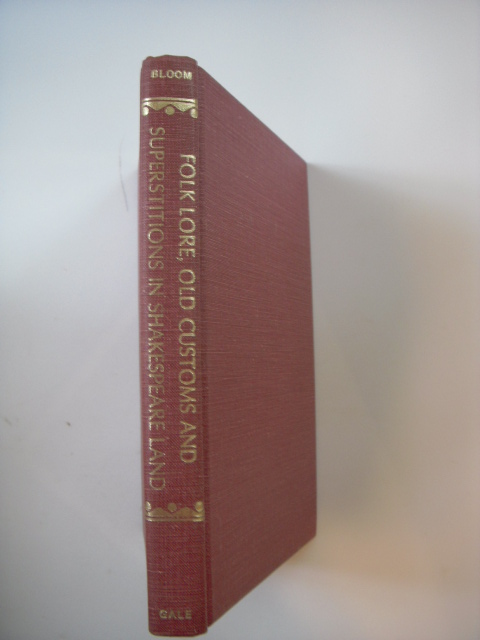 BLOOM
FOLK LORE, OLD CUSTOMS AND
SUPERSTITIONS IN SHAKESPEARE LAND
GALE